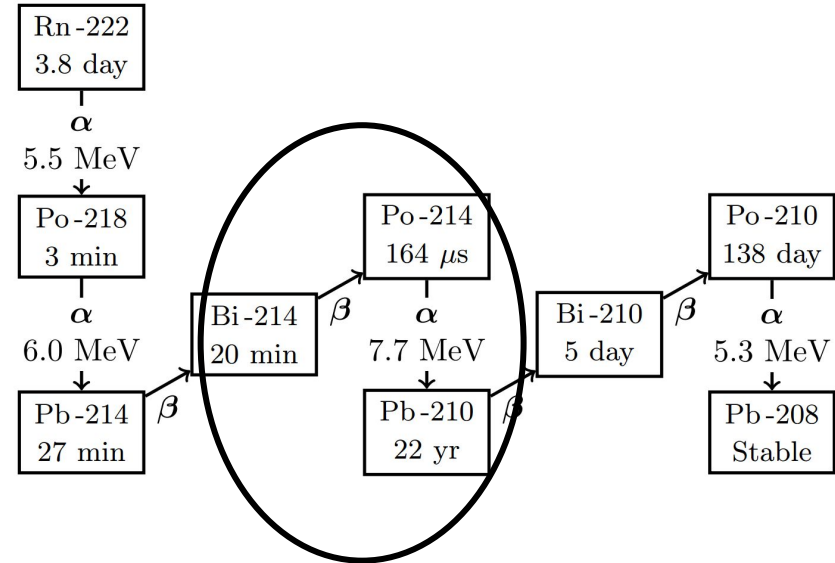 Rn-222
3.8 day
α
5.5 MeV
Po-218
3 min
α
6.0 MeV
Pb-214
27 min
β
Bi-214
20 min
β
Po-214
164 μs
α
7.7 MeV
Pb-210
22 yr
β
Bi-210
5 day
β
Po-210
138 day
α
5.3 MeV
Pb-208
Stable